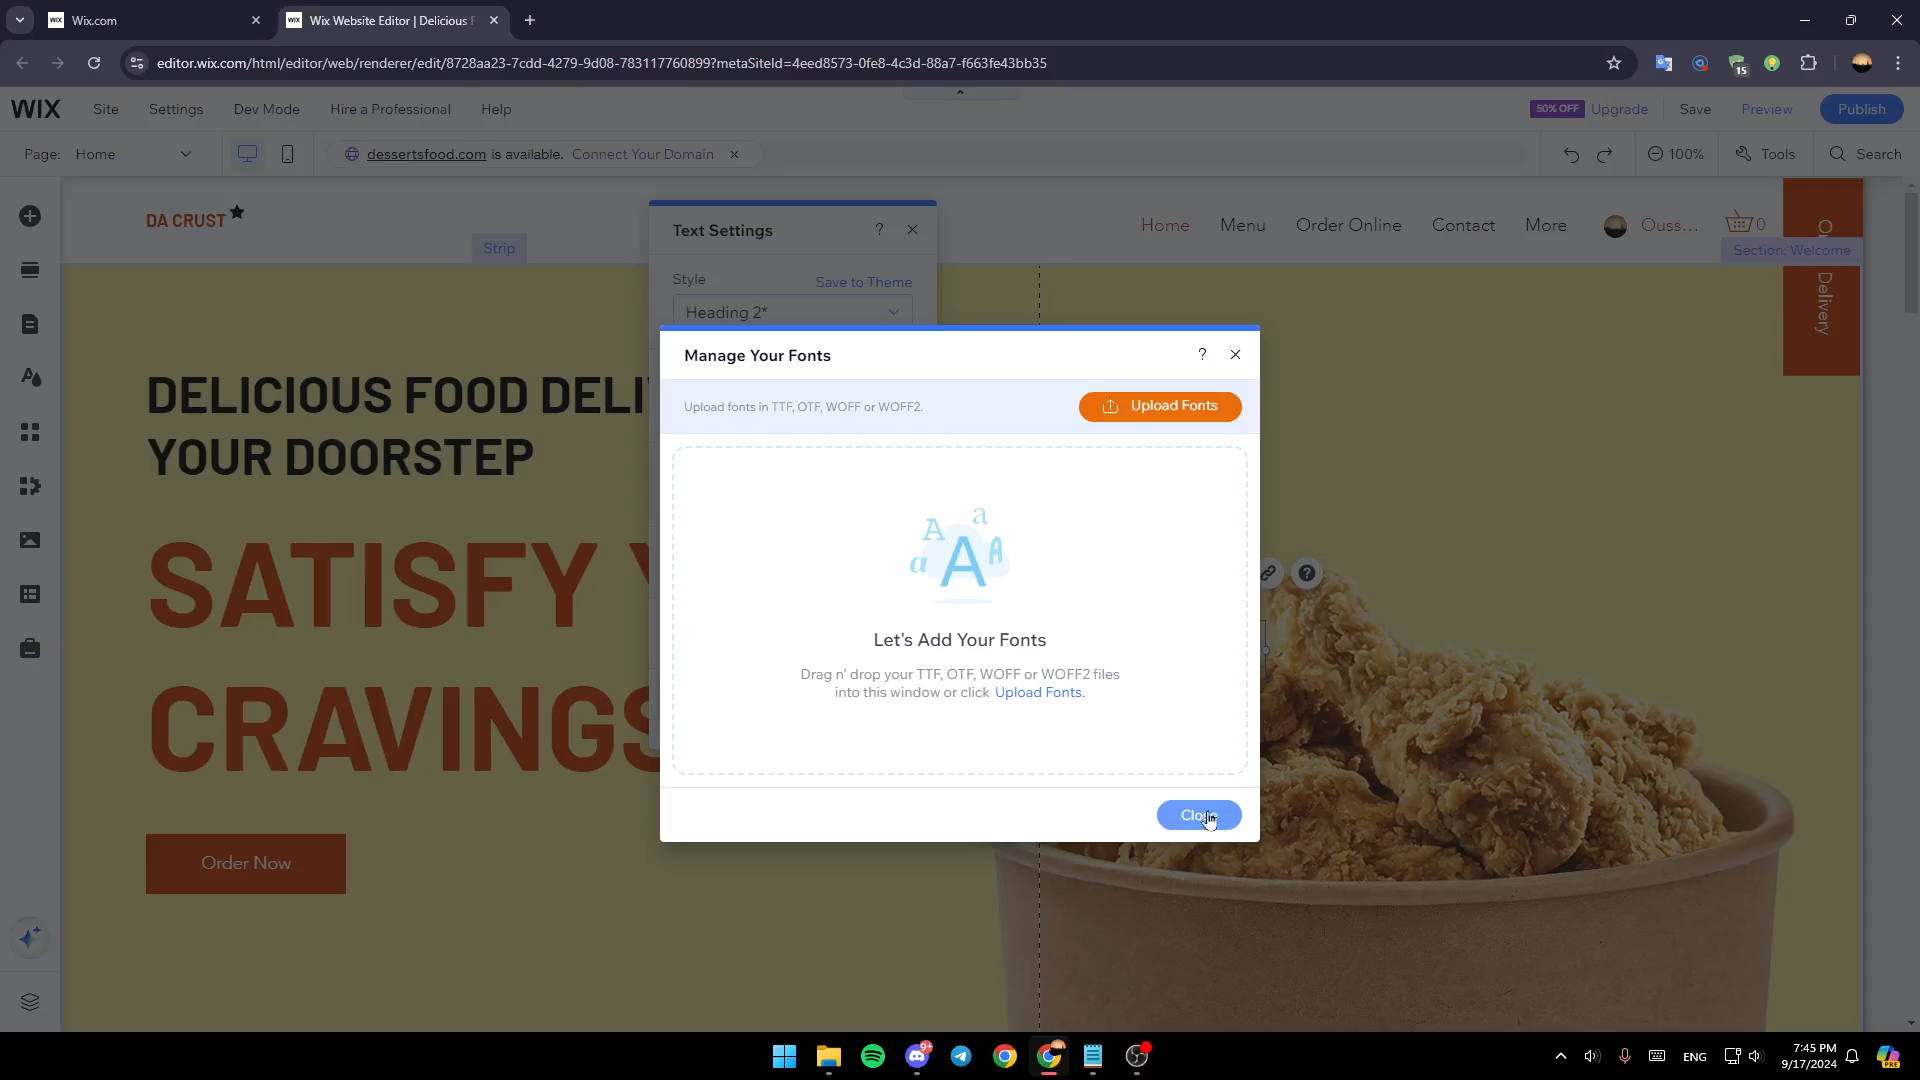 Wix.com
Wix Website Editor | Delicious F
editor.wix.com/html/editor/web/renderer/edit/8728aa23-7cdd-4279-9d08-783117760899?metaSiteId=4eed8573-0fe8-4c3d-88a7-f663fe43bb35
15
WIX Site Settings Dev Mode Hire a Professional Help
50% OFF Upgrade Save Preview Publish
Page: Home
dessertsfood.com is available. Connect Your Domain
100% Tools Search
DA CRUST
Strip
Home Menu Order Online Contact More Ouss... 0
Section: Welcome
Delivery
Text Settings ?
Style Save to Theme
Heading 2*
DELICIOUS FOOD DELI
YOUR DOORSTEP
SATISFY
CRAVINGS
Order Now
Manage Your Fonts ?
Upload fonts in TTF, OTF, WOFF or WOFF2.
Upload Fonts
A a a A A
Let's Add Your Fonts
Drag n' drop your TTF, OTF, WOFF or WOFF2 files
into this window or click Upload Fonts.
Close
9+
ENG
7:45 PM
9/17/2024
PRE